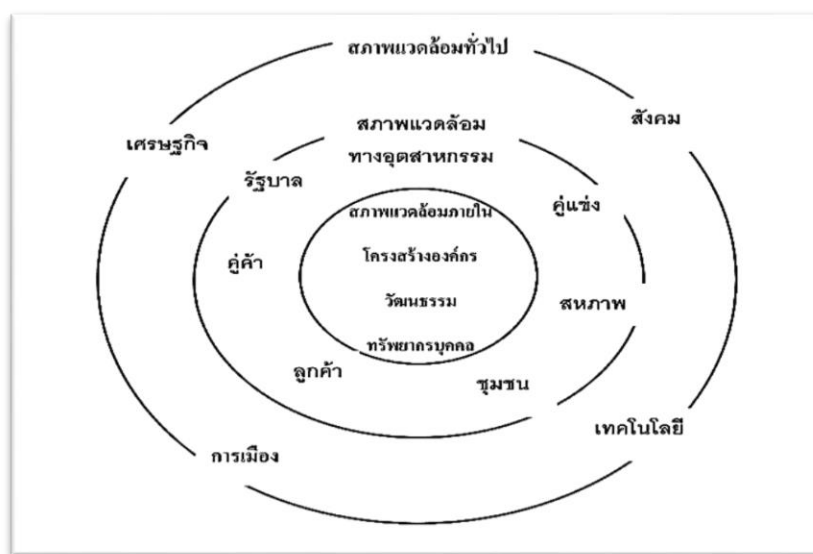 สภาพแวดล้อมทั่วไป
สังคม
เศรษฐกิจ
สภาพแวดล้อม
ทางอุตสาหกรรม
รัฐบาล
คู่แข่ง
สภาพแวดล้อมภายใน
โครงสร้างองค์กร
คู่ค้า
วัฒนธรรม
สหภาพ
ทรัพยากรบุคคล
ลูกค้า
ชุมชน
เทคโนโลยี
การเมือง